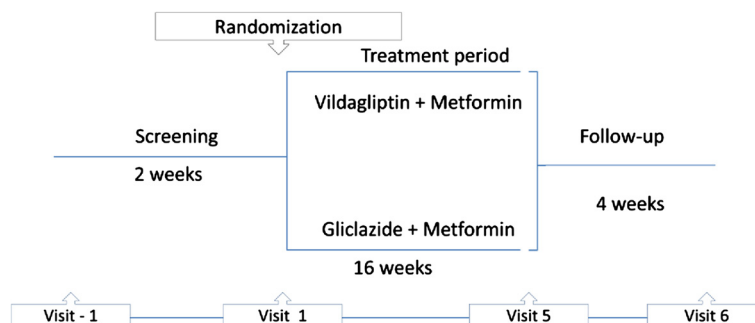 Randomization
Treatment period
Vildagliptin + Metformin
Screening
Follow-up
2 weeks
4 weeks
Gliclazide + Metformin
16 weeks
Visit - 1
Visit 1
Visit 5
Visit 6